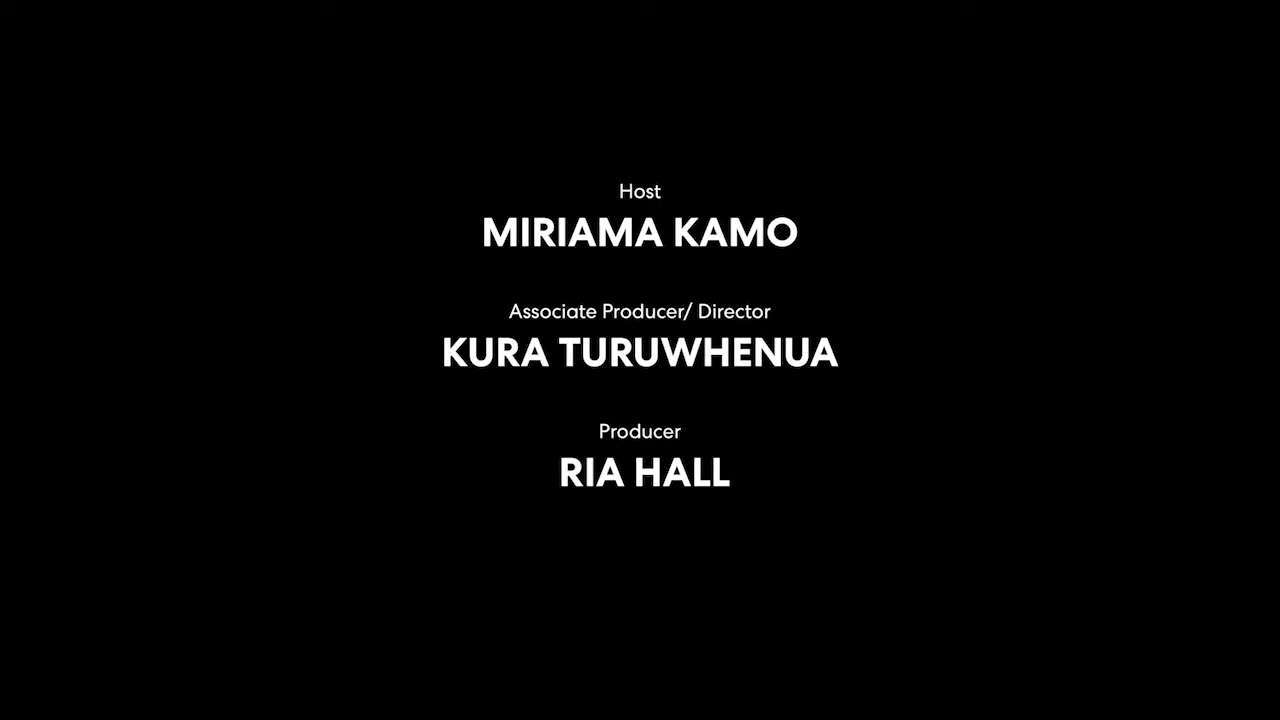 Host
MIRIAMA KAMO
Associate Producer/ Director
KURA TURUWHENUA
Producer
RIA HALL